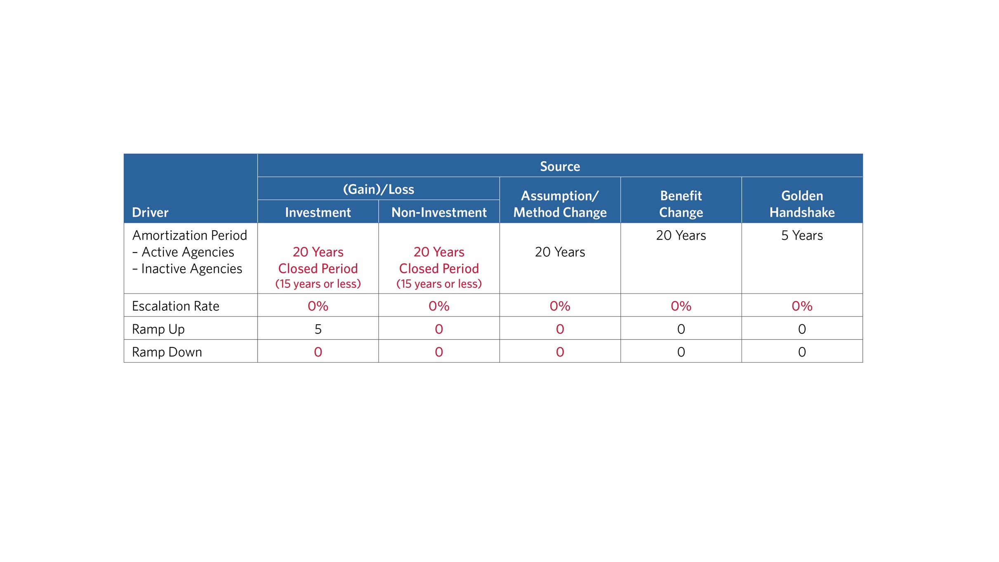 Source
(Gain)/Loss
Driver
Investment
Non-Investment
Assumption/
Method Change
Benefit
Change
Golden
Handshake
Amortization Period
– Active Agencies
– Inactive Agencies
20 Years
Closed Period
(15 years or less)
20 Years
Closed Period
(15 years or less)
20 Years
20 Years
5 Years
Escalation Rate
0%
0%
0%
0%
0%
Ramp Up
5
0
0
0
0
Ramp Down
0
0
0
0
0